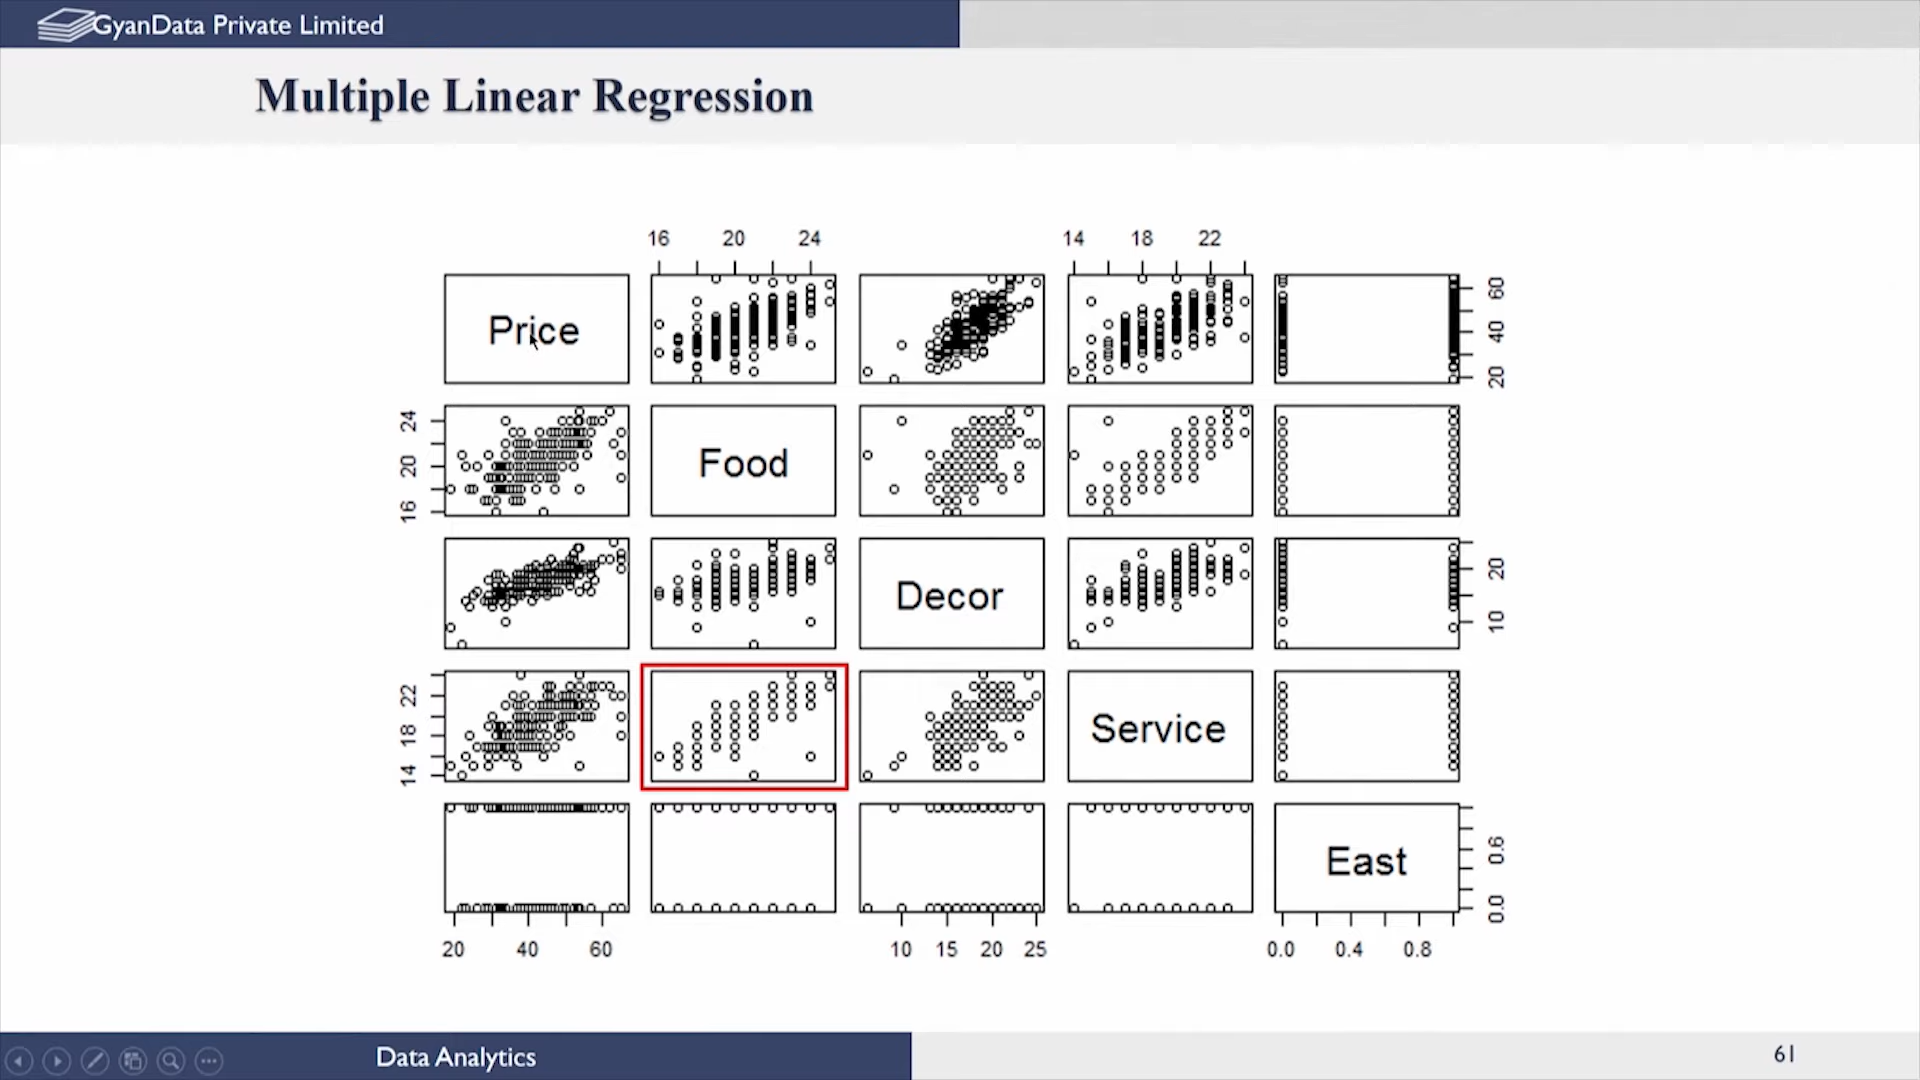 GyanData Private Limited
Multiple Linear Regression
16 20 24 14 18 22
Price 20 40 60
16 20 24 Food
Decor 10 20
14 18 22 Service
East 0.0 0.6
20 40 60 10 15 20 25 0.0 0.4 0.8
Data Analytics 61